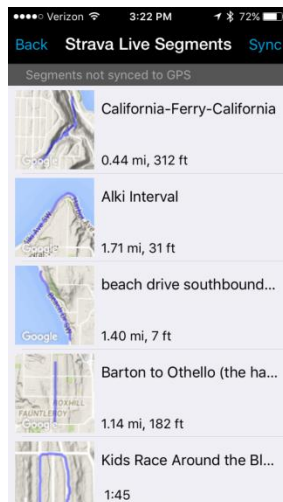 Verizon 3:22 PM 72%
Back Strava Live Segments Sync
Segments not synced to GPS
California-Ferry-California
0.44 mi, 312 ft
Google
Alki Interval
1.71 mi, 31 ft
Google
beach drive southbound...
1.40 mi, 7 ft
Google
Barton to Othello (the ha...
ROXHILL
FAUNTLEROY
Google
1.14 mi, 182 ft
Kids Race Around the Bl...
1:45